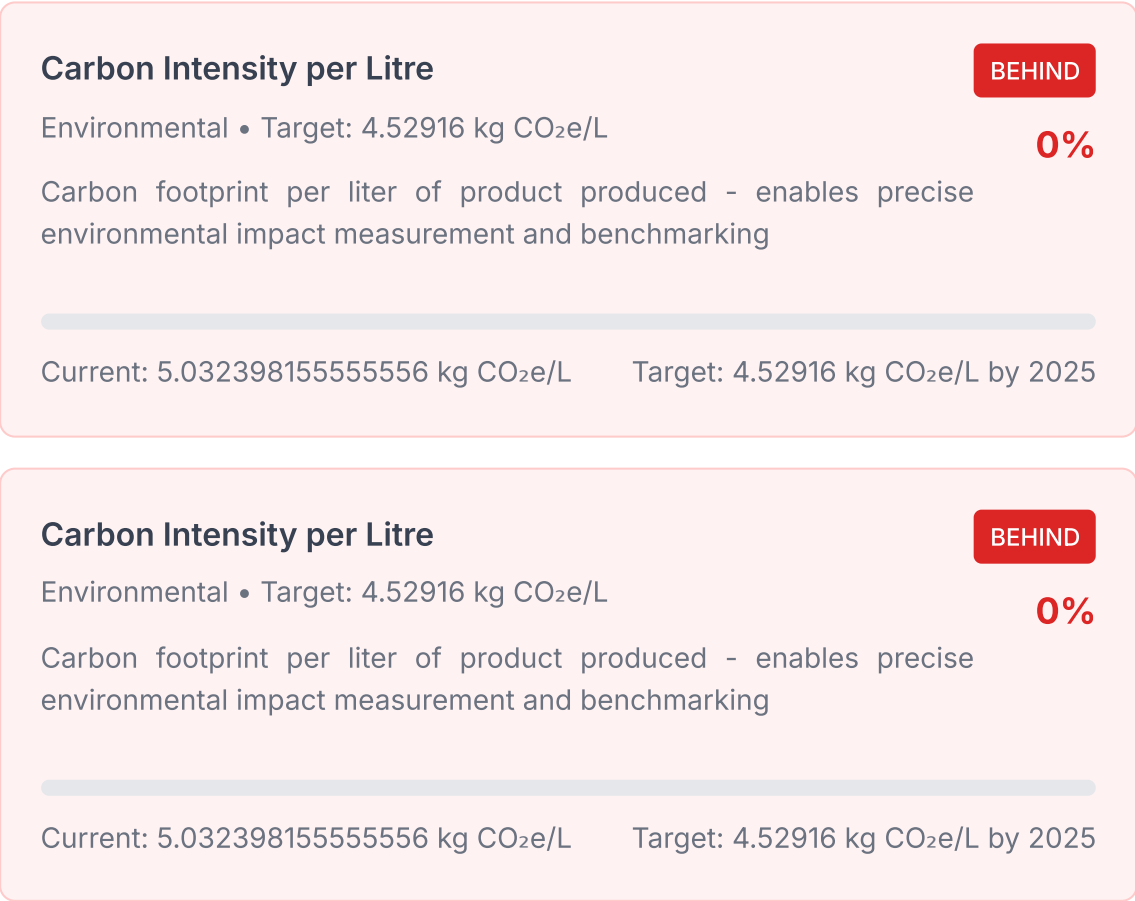 Carbon Intensity per Litre
BEHIND
Environmental • Target: 4.52916 kg CO₂e/L
0%
Carbon footprint per liter of product produced - enables precise
environmental impact measurement and benchmarking
Current: 5.032398155555556 kg CO₂e/L
Target: 4.52916 kg CO₂e/L by 2025
Carbon Intensity per Litre
BEHIND
Environmental • Target: 4.52916 kg CO₂e/L
0%
Carbon footprint per liter of product produced - enables precise
environmental impact measurement and benchmarking
Current: 5.032398155555556 kg CO₂e/L
Target: 4.52916 kg CO₂e/L by 2025